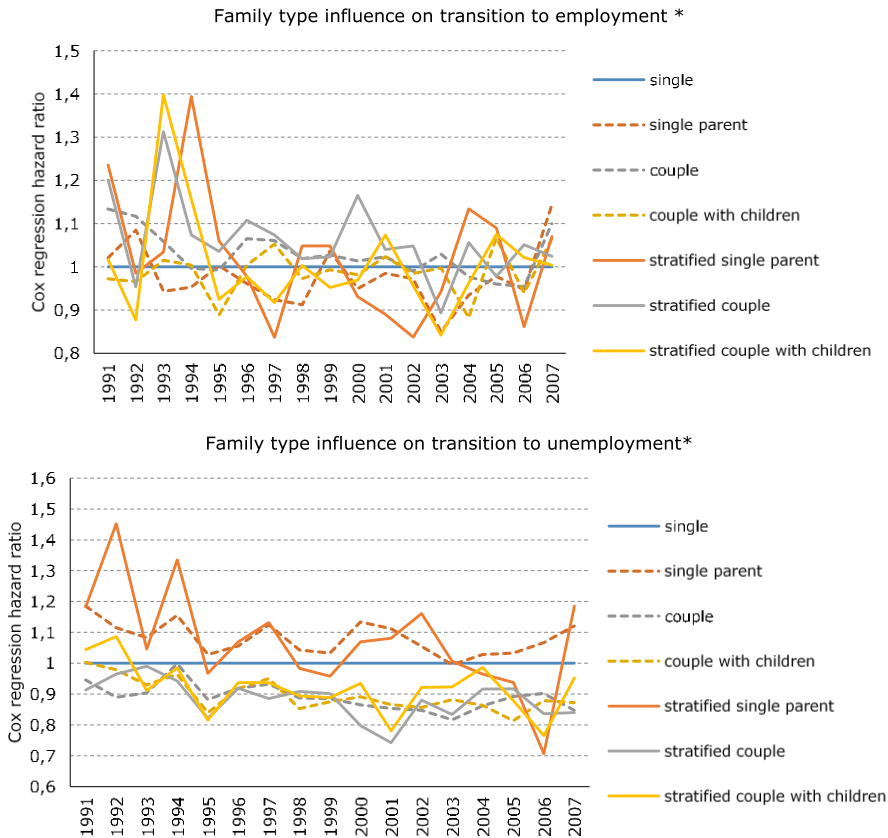 Family type influence on transition to employment *
Cox regression hazard ratio
1,5
1,4
1,3
1,2
1,1
1
0,9
0,8
1991
1992
1993
1994
1995
1996
1997
1998
1999
2000
2001
2002
2003
2004
2005
2006
2007
single
single parent
couple
couple with children
stratified single parent
stratified couple
stratified couple with children
Family type influence on transition to unemployment*
Cox regression hazard ratio
1,6
1,5
1,4
1,3
1,2
1,1
1
0,9
0,8
0,7
0,6
1991
1992
1993
1994
1995
1996
1997
1998
1999
2000
2001
2002
2003
2004
2005
2006
2007
single
single parent
couple
couple with children
stratified single parent
stratified couple
stratified couple with children